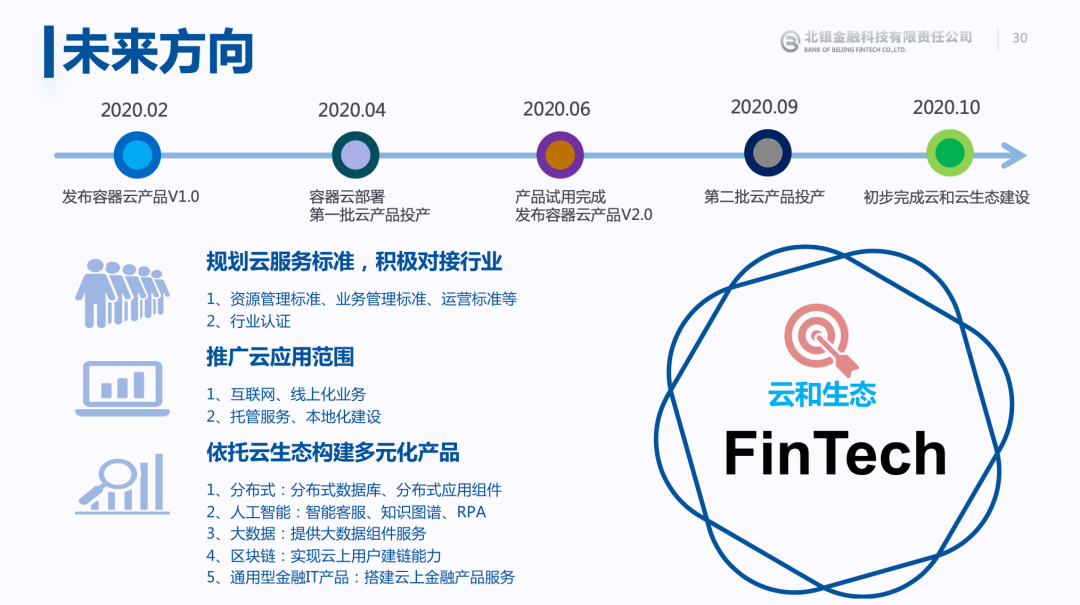 未来方向
北银金融科技有限责任公司
BANK OF BEIJING FINTECH CO.,LTD.
30
2020.02
2020.04
2020.06
2020.09
2020.10
发布容器云产品V1.0
容器云部署
第一批云产品投产
产品试用完成
发布容器云产品V2.0
第二批云产品投产
初步完成云和云生态建设
规划云服务标准，积极对接行业
1、资源管理标准、业务管理标准、运营标准等
2、行业认证
推广云应用范围
1、互联网、线上化业务
2、托管服务、本地化建设
依托云生态构建多元化产品
1、分布式：分布式数据库、分布式应用组件
2、人工智能：智能客服、知识图谱、RPA
3、大数据：提供大数据组件服务
4、区块链：实现云上用户建链能力
5、通用型金融IT产品：搭建云上金融产品服务
云和生态
FinTech